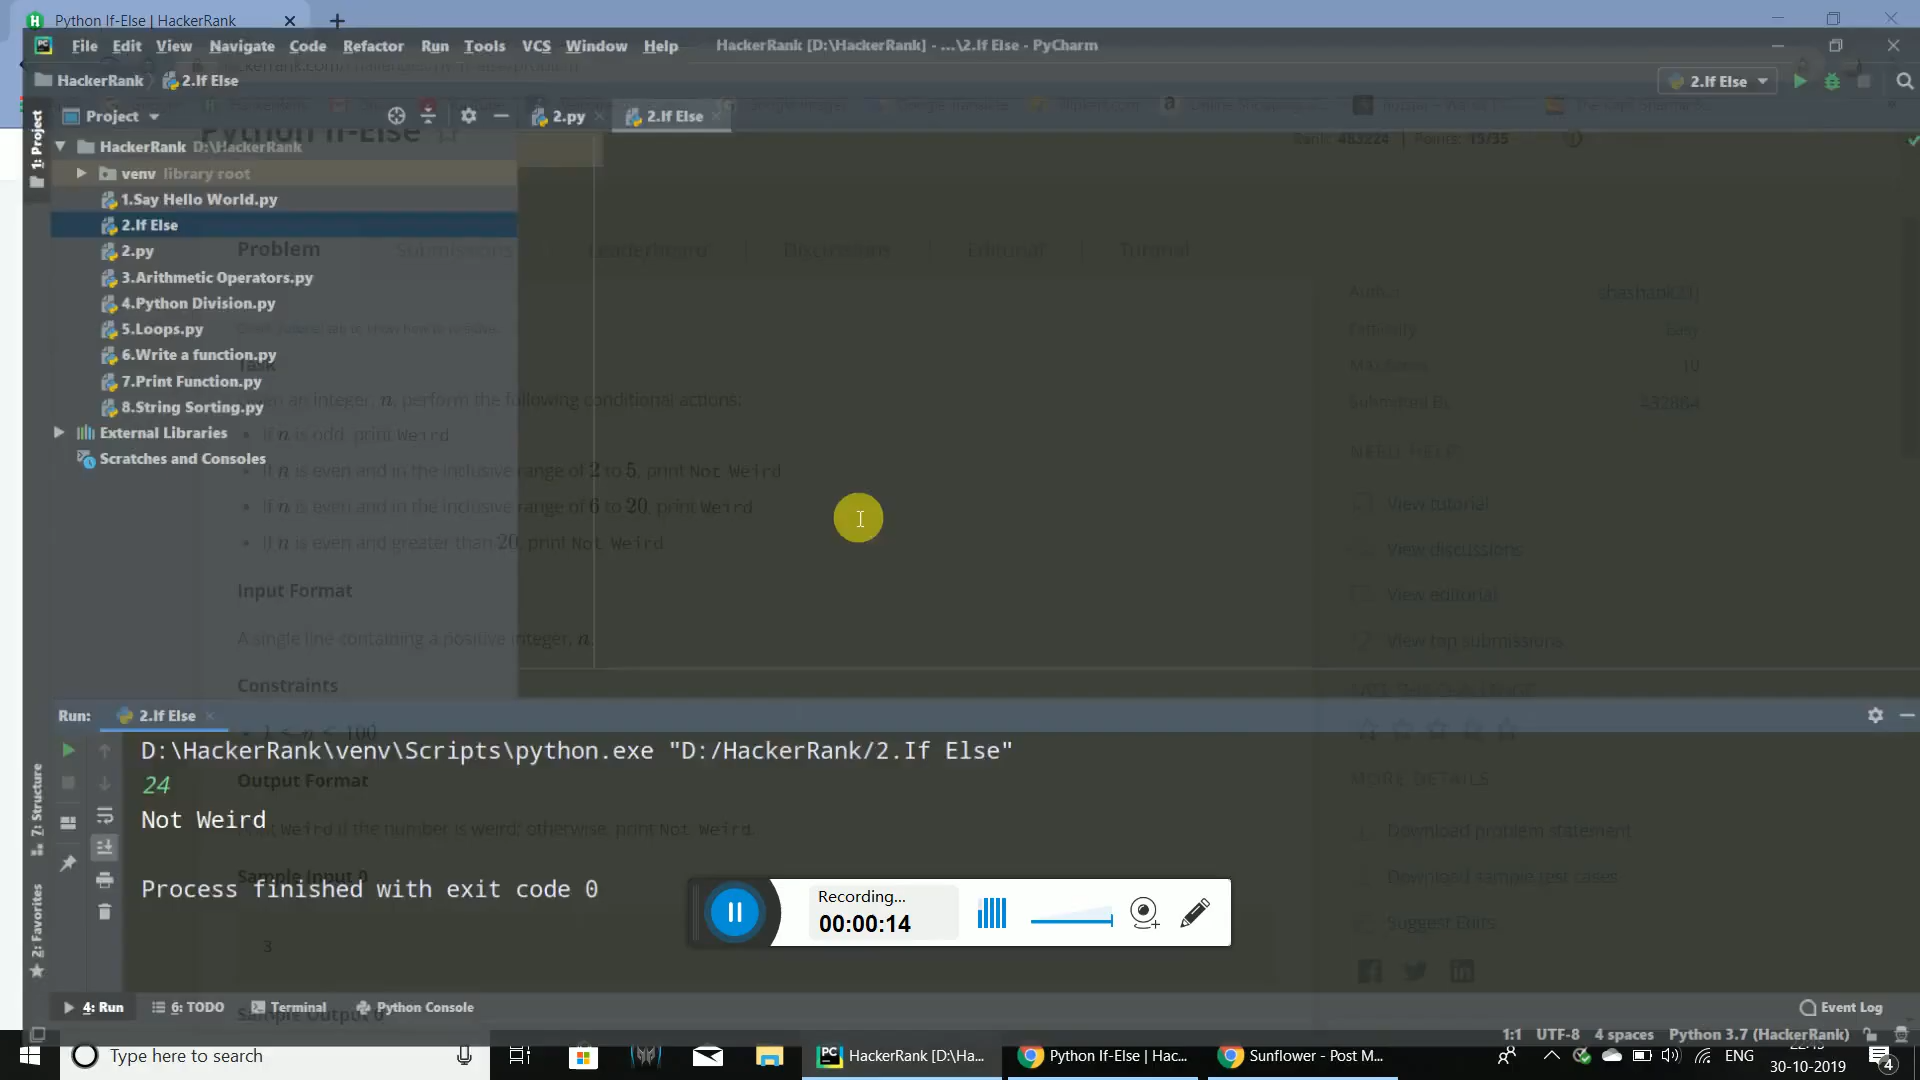 Python If-Else | HackerRank
File Edit View Navigate Code Refactor Run Tools VCS Window Help
HackerRank [D:\HackerRank] - ...\2.If Else - PyCharm
HackerRank 2.If Else
2.If Else
Project
2.py
2.If Else
1: Project
Python If-Else
Rank: 483224 | Points: 15/35
HackerRank D:\HackerRank
venv library root
1.Say Hello World.py
2.If Else
2.py
3.Arithmetic Operators.py
4.Python Division.py
5.Loops.py
6.Write a function.py
7.Print Function.py
8.String Sorting.py
External Libraries
Scratches and Consoles
Problem Submissions Leaderboard Discussions Editorial Tutorial
Task
an integer, n, perform the following conditional actions:
If n is odd, print Weird
If n is even and in the inclusive range of 2 to 5, print Not Weird
If n is even and in the inclusive range of 6 to 20, print Weird
If n is even and greater than 20, print Not Weird
Input Format
A single line containing a positive integer, n.
Constraints
1 ≤ n ≤ 100
Output Format
Weird if the number is weird; otherwise, print Not Weird.
Sample Input 0
3
Sample Output 0
Author
Difficulty Easy
10
Submitted By 432864
NEED HELP
View tutorial
View discussions
View editorial
View top submissions
MORE DETAILS
Download problem statement
Download sample test cases
Suggest Edits
Run: 2.If Else
D:\HackerRank\venv\Scripts\python.exe "D:/HackerRank/2.If Else"
24
Not Weird
Process finished with exit code 0
Recording...
00:00:14
7: Structure
2: Favorites
4: Run 6: TODO Terminal Python Console
Event Log
1:1 UTF-8 4 spaces Python 3.7 (HackerRank)
Type here to search
HackerRank [D:\Ha...
Python If-Else | Hac...
Sunflower - Post M...
ENG
30-10-2019
4